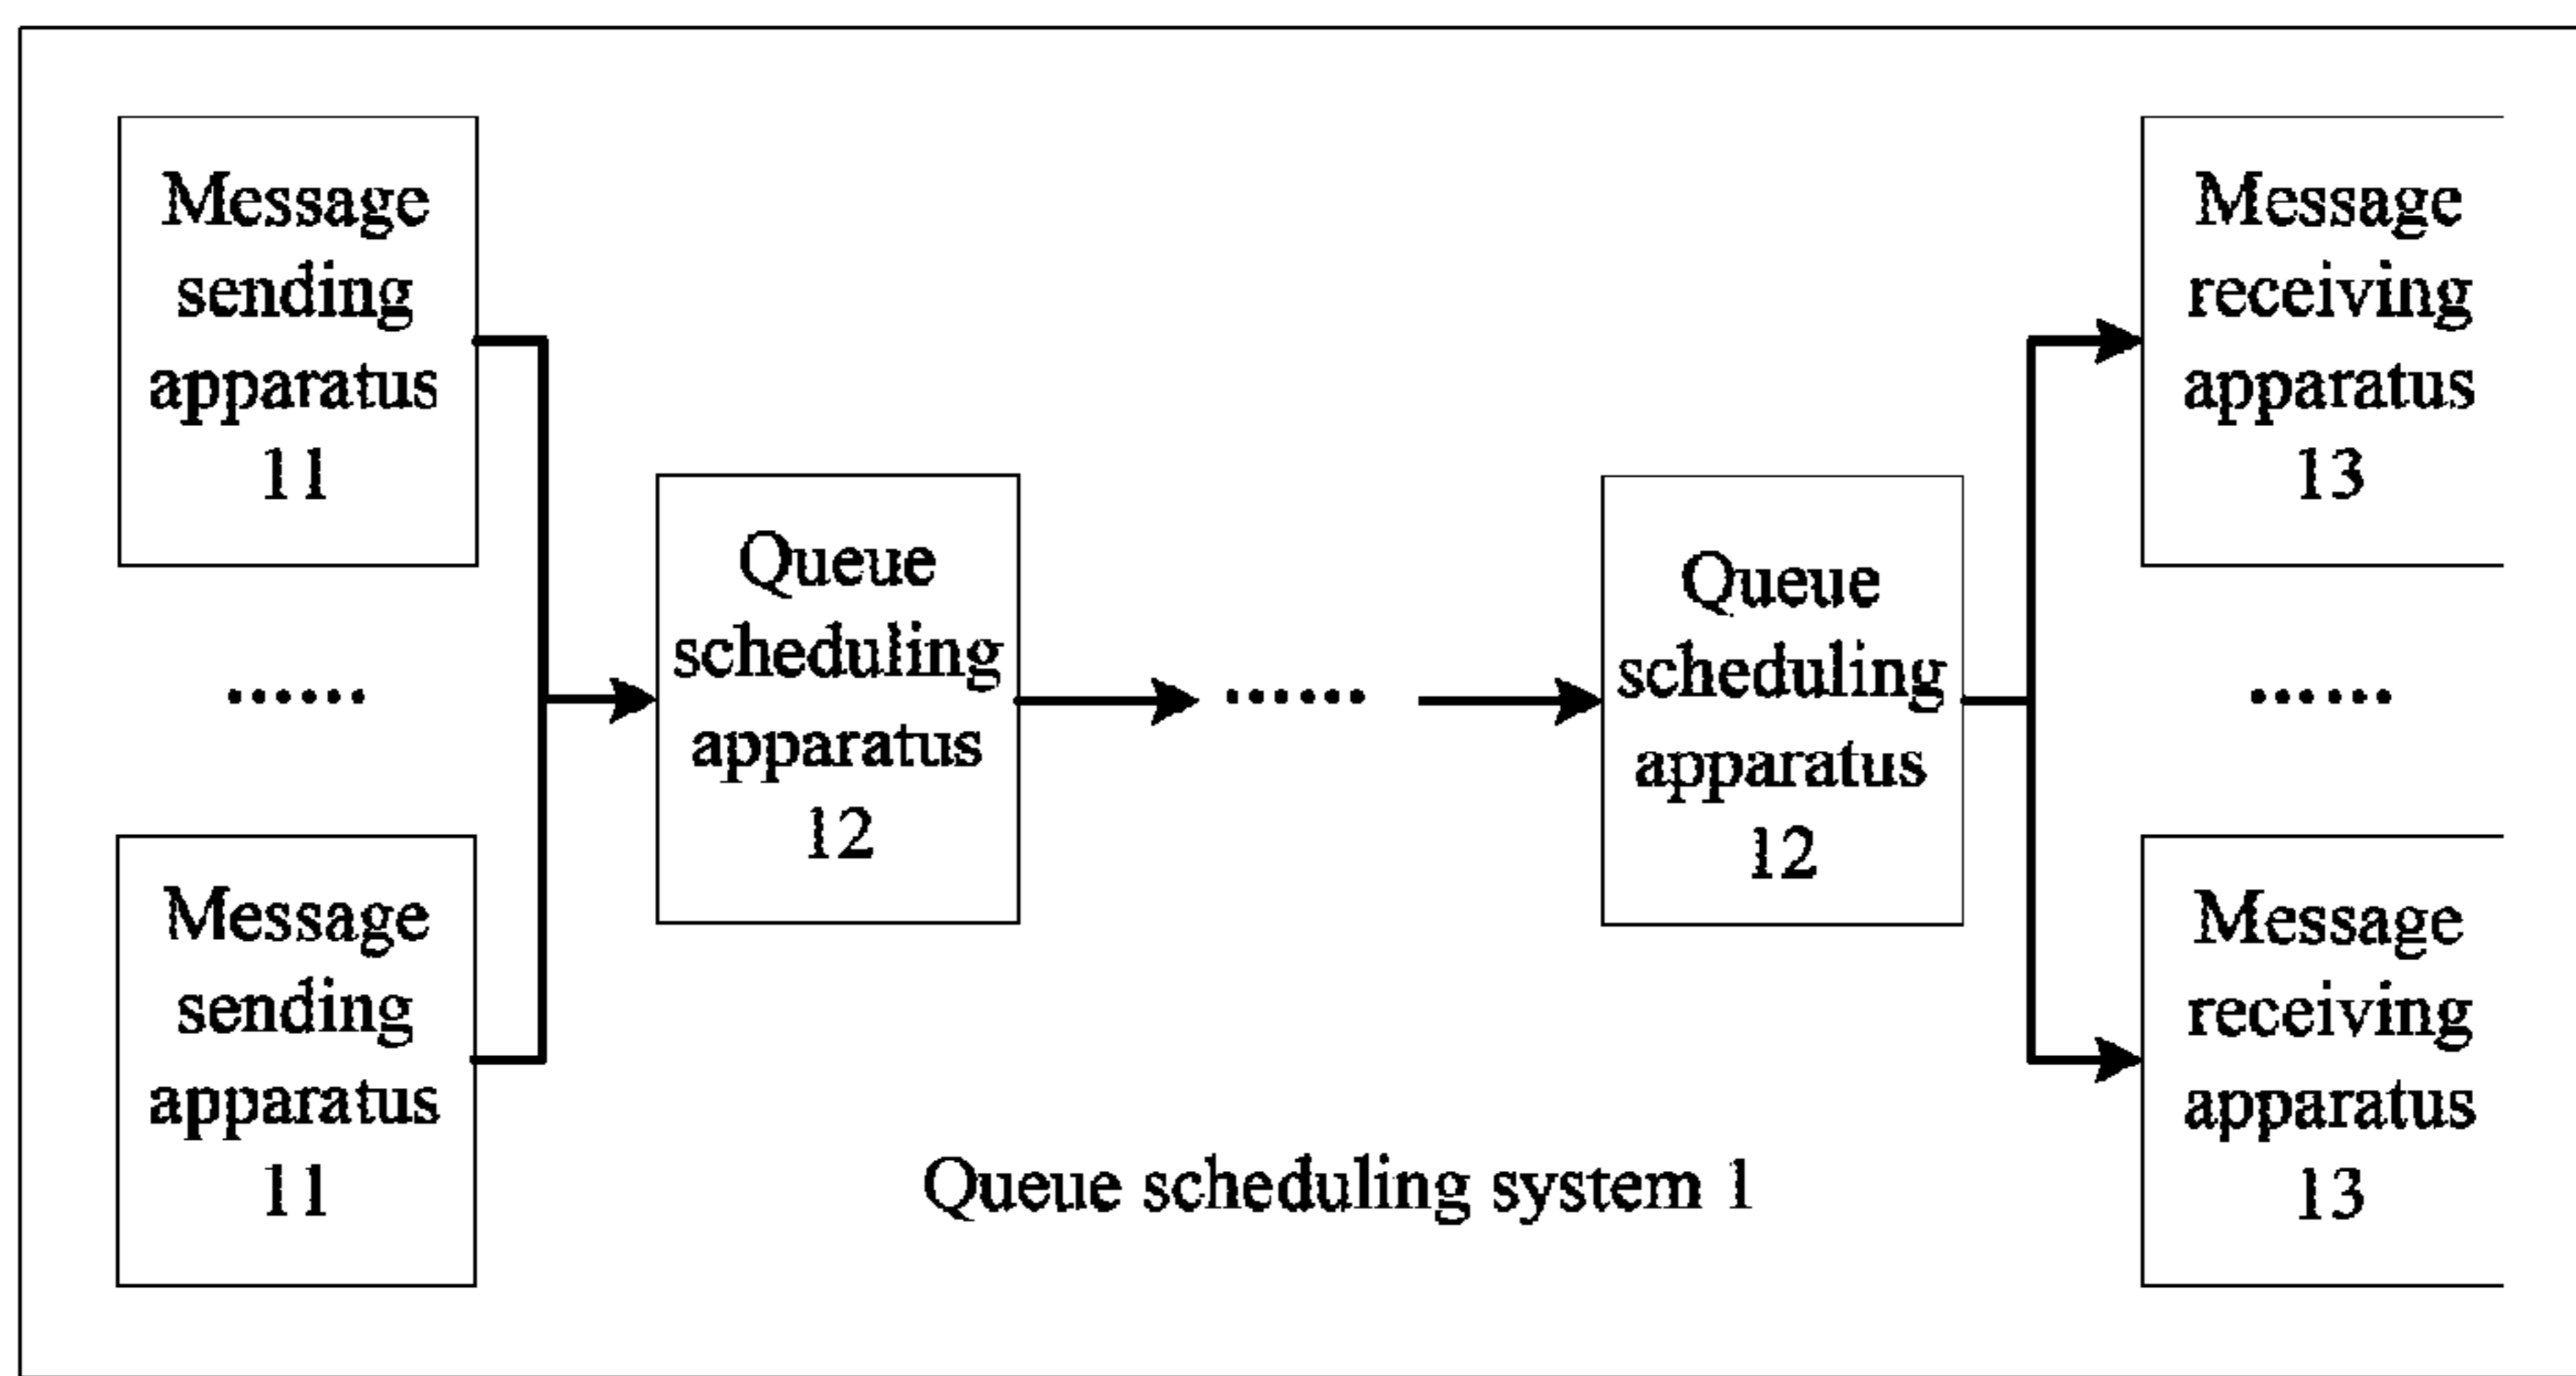 Message
sending
apparatus
11
......
Message
sending
apparatus
11
Queue
scheduling
apparatus
12
......
Queue
scheduling
apparatus
12
Message
receiving
apparatus
13
......
Message
receiving
apparatus
13
Queue scheduling system 1